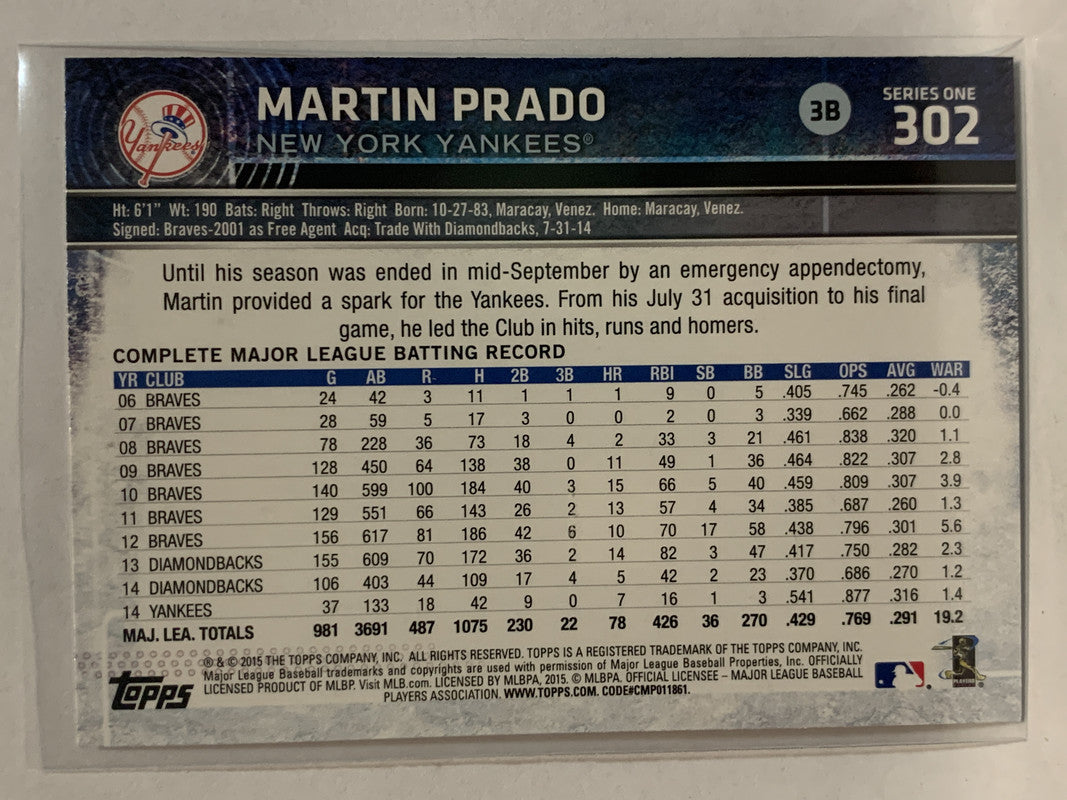 Yankees
MARTIN PRADO
NEW YORK YANKEES®
3B
SERIES ONE
302
Ht: 6'1" Wt: 190 Bats: Right Throws: Right Born: 10-27-83, Maracay, Venez. Home: Maracay, Venez.
Signed: Braves-2001 as Free Agent Acq: Trade With Diamondbacks, 7-31-14
Until his season was ended in mid-September by an emergency appendectomy,
Martin provided a spark for the Yankees. From his July 31 acquisition to his final
game, he led the Club in hits, runs and homers.
COMPLETE MAJOR LEAGUE BATTING RECORD
YR CLUB G AB R H 2B 3B HR RBI SB BB SLG OPS AVG WAR
06 BRAVES 24 42 3 11 1 1 1 9 0 5 .405 .745 .262 -0.4
07 BRAVES 28 59 5 17 3 0 0 2 0 3 .339 .662 .288 0.0
08 BRAVES 78 228 36 73 18 4 2 33 3 21 .461 .838 .320 1.1
09 BRAVES 128 450 64 138 38 0 11 49 1 36 .464 .822 .307 2.8
10 BRAVES 140 599 100 184 40 3 15 66 5 40 .459 .809 .307 3.9
11 BRAVES 129 551 66 143 26 2 13 57 4 34 .385 .687 .260 1.3
12 BRAVES 156 617 81 186 42 6 10 70 17 58 .438 .796 .301 5.6
13 DIAMONDBACKS 155 609 70 172 36 2 14 82 3 47 .417 .750 .282 2.3
14 DIAMONDBACKS 106 403 44 109 17 4 5 42 2 23 .370 .686 .270 1.2
14 YANKEES 37 133 18 42 9 0 7 16 1 3 .541 .877 .316 1.4
MAJ. LEA. TOTALS 981 3691 487 1075 230 22 78 426 36 270 .429 .769 .291 19.2
TOPPS
® & © 2015 THE TOPPS COMPANY, INC. ALL RIGHTS RESERVED. TOPPS IS A REGISTERED TRADEMARK OF THE TOPPS COMPANY, INC.
Major League Baseball trademarks and copyrights are used with permission of Major League Baseball Properties, Inc. OFFICIALLY
LICENSED PRODUCT OF MLBP. Visit MLB.com. LICENSED BY MLBPA, 2015. © MLBPA. OFFICIAL LICENSEE – MAJOR LEAGUE BASEBALL
PLAYERS ASSOCIATION. WWW.TOPPS.COM. CODE#CMP011861.